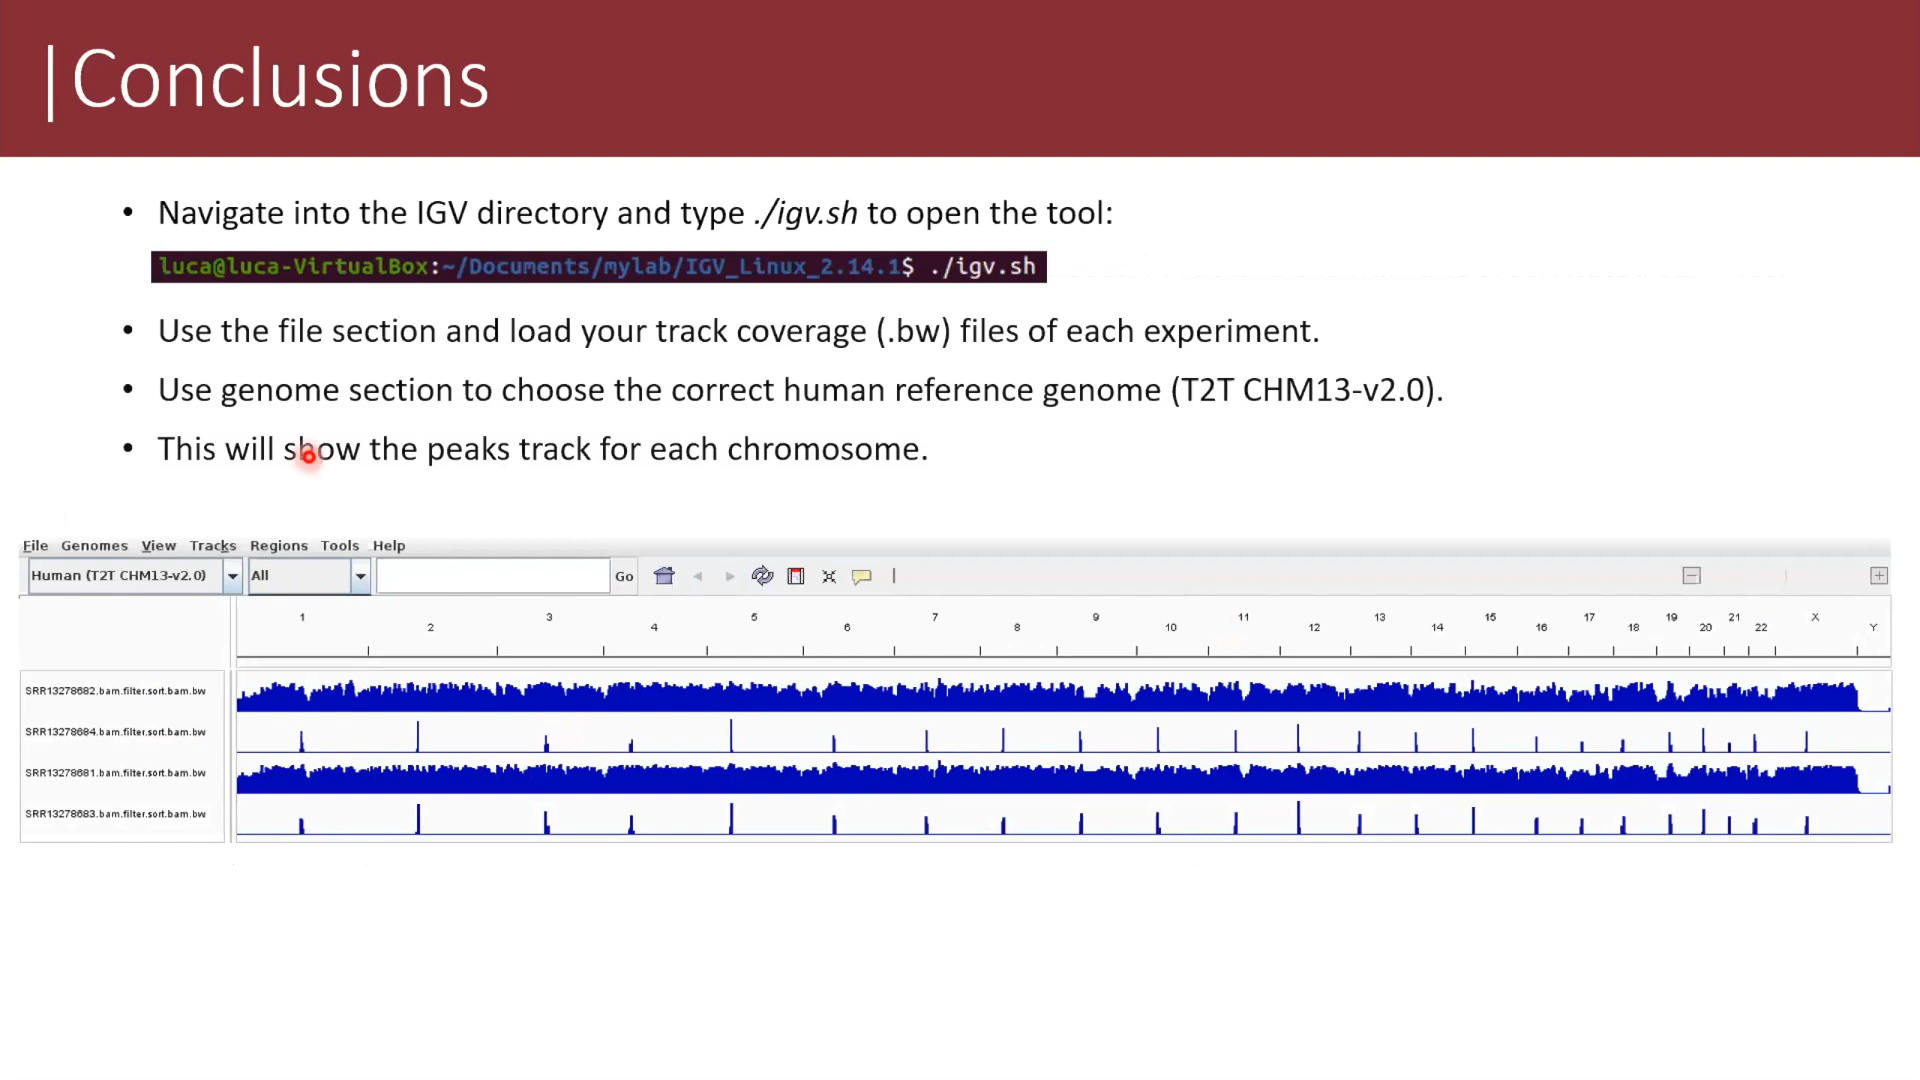 |Conclusions
• Navigate into the IGV directory and type ./igv.sh to open the tool:
luca@luca-VirtualBox:~/Documents/mylab/IGV_Linux_2.14.1$ ./igv.sh
• Use the file section and load your track coverage (.bw) files of each experiment.
• Use genome section to choose the correct human reference genome (T2T CHM13-v2.0).
• This will show the peaks track for each chromosome.
File Genomes View Tracks Regions Tools Help
Human (T2T CHM13-v2.0) All Go
1 2 3 4 5 6 7 8 9 10 11 12 13 14 15 16 17 18 19 20 21 22 X Y
SRR13278682.bam.filter.sort.bam.bw
SRR13278684.bam.filter.sort.bam.bw
SRR13278681.bam.filter.sort.bam.bw
SRR13278683.bam.filter.sort.bam.bw